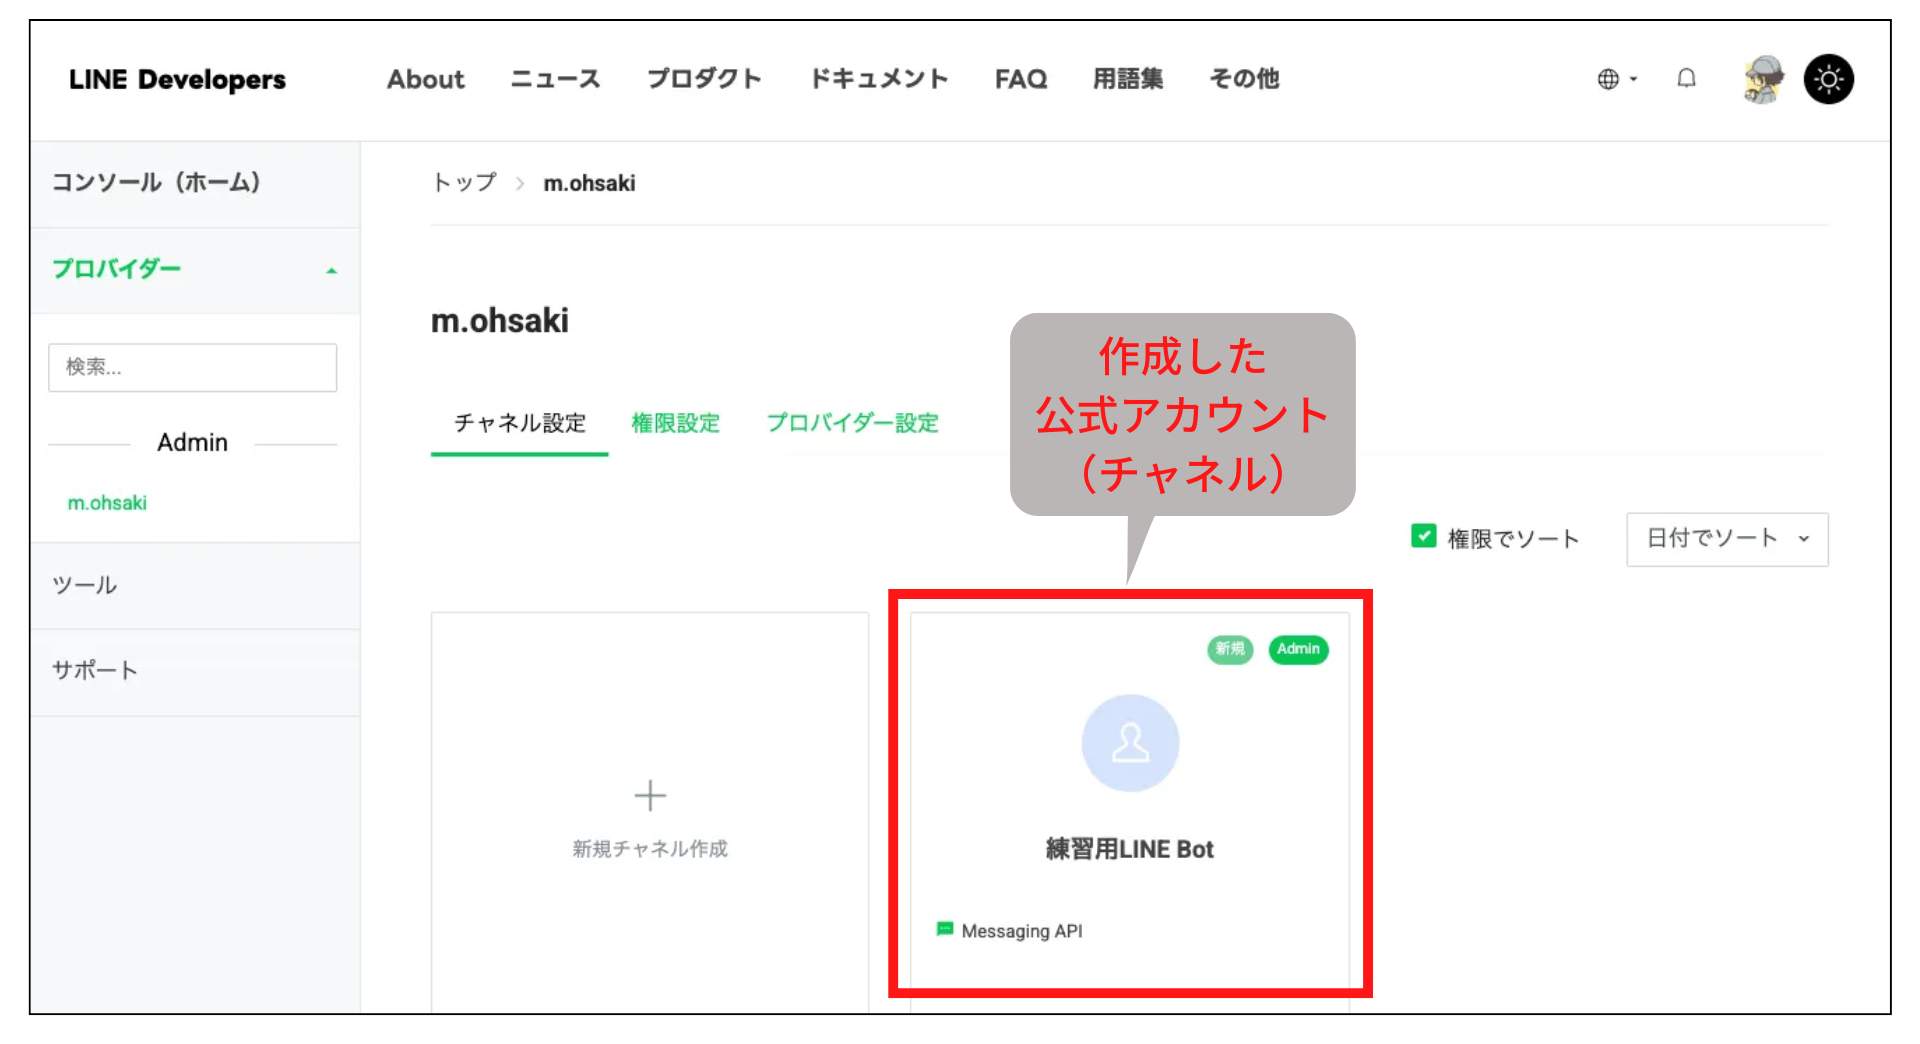 LINE Developers
About
ニュース
プロダクト
ドキュメント
FAQ
用語集
その他
コンソール（ホーム）
プロバイダー
検索...
Admin
m.ohsaki
ツール
サポート
トップ
m.ohsaki
m.ohsaki
チャネル設定
権限設定
プロバイダー設定
作成した
公式アカウント
（チャネル）
権限でソート
日付でソート
新規チャネル作成
新規
Admin
練習用LINE Bot
Messaging API